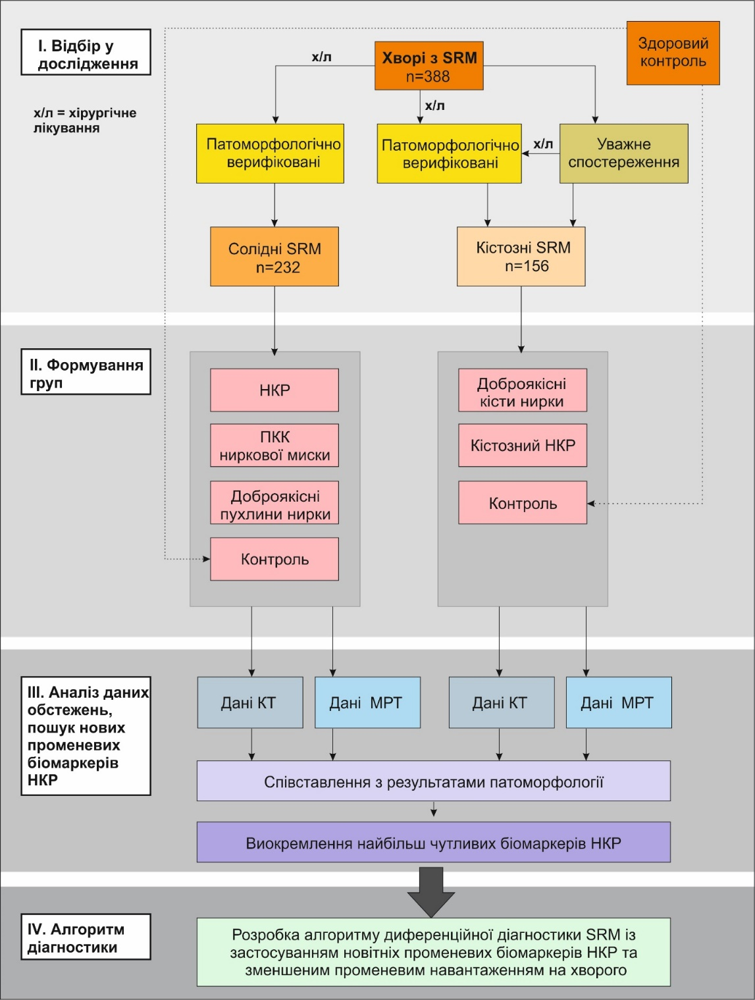 І. Відбір у
дослідження
х/л = хірургічне
лікування
Здоровий
контроль
Хворі з SRM
n=388
х/л
х/л
Патоморфологічно
верифіковані
Патоморфологічно
верифіковані
х/л
Уважне
спостереження
Солідні SRM
n=232
Кістозні SRM
n=156
ІІ. Формування
груп
НКР
ПКК
ниркової миски
Доброякісні
пухлини нирки
Контроль
Доброякісні
кісти нирки
Кістозний НКР
Контроль
ІІІ. Аналіз даних
обстежень,
пошук нових
променевих
біомаркерів
НКР
Дані КТ
Дані МРТ
Дані КТ
Дані МРТ
Співставлення з результатами патоморфології
Виокремлення найбільш чутливих біомаркерів НКР
IV. Алгоритм
діагностики
Розробка алгоритму диференційної діагностики SRM із
застосуванням новітніх променевих біомаркерів НКР та
зменшеним променевим навантаженням на хворого